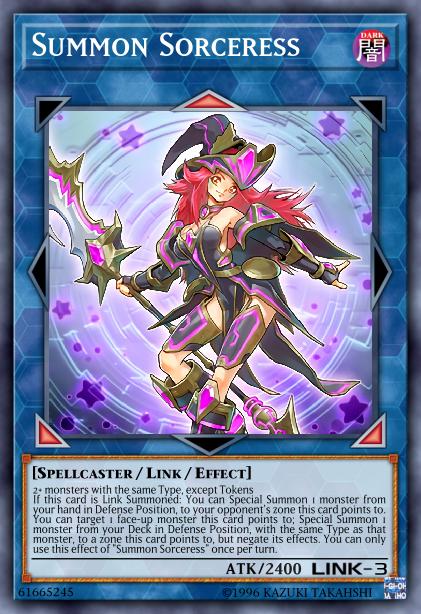 SUMMON SORCERESS
DARK
闇
[SPELLCASTER / LINK / EFFECT]
2+ monsters with the same Type, except Tokens
If this card is Link Summoned: You can Special Summon 1 monster from
your hand in Defense Position, to your opponent's zone this card points to.
You can target 1 face-up monster this card points to; Special Summon 1
monster from your Deck in Defense Position, with the same Type as that
monster, to a zone this card points to, but negate its effects. You can only
use this effect of "Summon Sorceress" once per turn.
ATK/2400 LINK-3
61665245 ©1996 KAZUKI TAKAHSHI